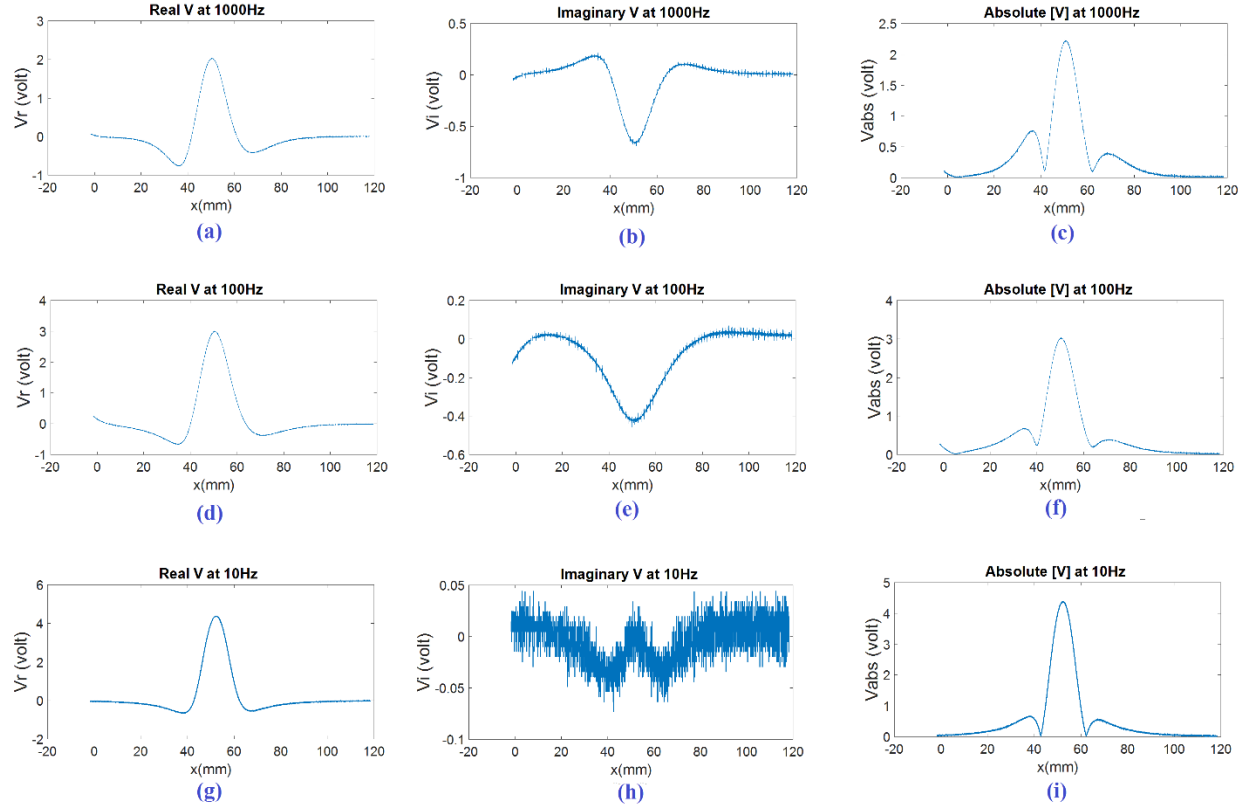 Real V at 1000Hz
3
2
1
0
-1
Vr (volt)
-20 0 20 40 60 80 100 120
x(mm)
(a)
Imaginary V at 1000Hz
0.5
0
-0.5
-1
Vi (volt)
-20 0 20 40 60 80 100 120
x(mm)
(b)
Absolute [V] at 1000Hz
2.5
2
1.5
1
0.5
0
Vabs (volt)
-20 0 20 40 60 80 100 120
x(mm)
(c)
Real V at 100Hz
4
3
2
1
0
-1
Vr (volt)
-20 0 20 40 60 80 100 120
x(mm)
(d)
Imaginary V at 100Hz
0.2
0
-0.2
-0.4
-0.6
Vi (volt)
-20 0 20 40 60 80 100 120
x(mm)
(e)
Absolute [V] at 100Hz
4
3
2
1
0
Vabs (volt)
-20 0 20 40 60 80 100 120
x(mm)
(f)
Real V at 10Hz
6
4
2
0
-2
Vr (volt)
-20 0 20 40 60 80 100 120
x(mm)
(g)
Imaginary V at 10Hz
0.05
0
-0.05
-0.1
Vi (volt)
-20 0 20 40 60 80 100 120
x(mm)
(h)
Absolute [V] at 10Hz
5
4
3
2
1
0
Vabs (volt)
-20 0 20 40 60 80 100 120
x(mm)
(i)